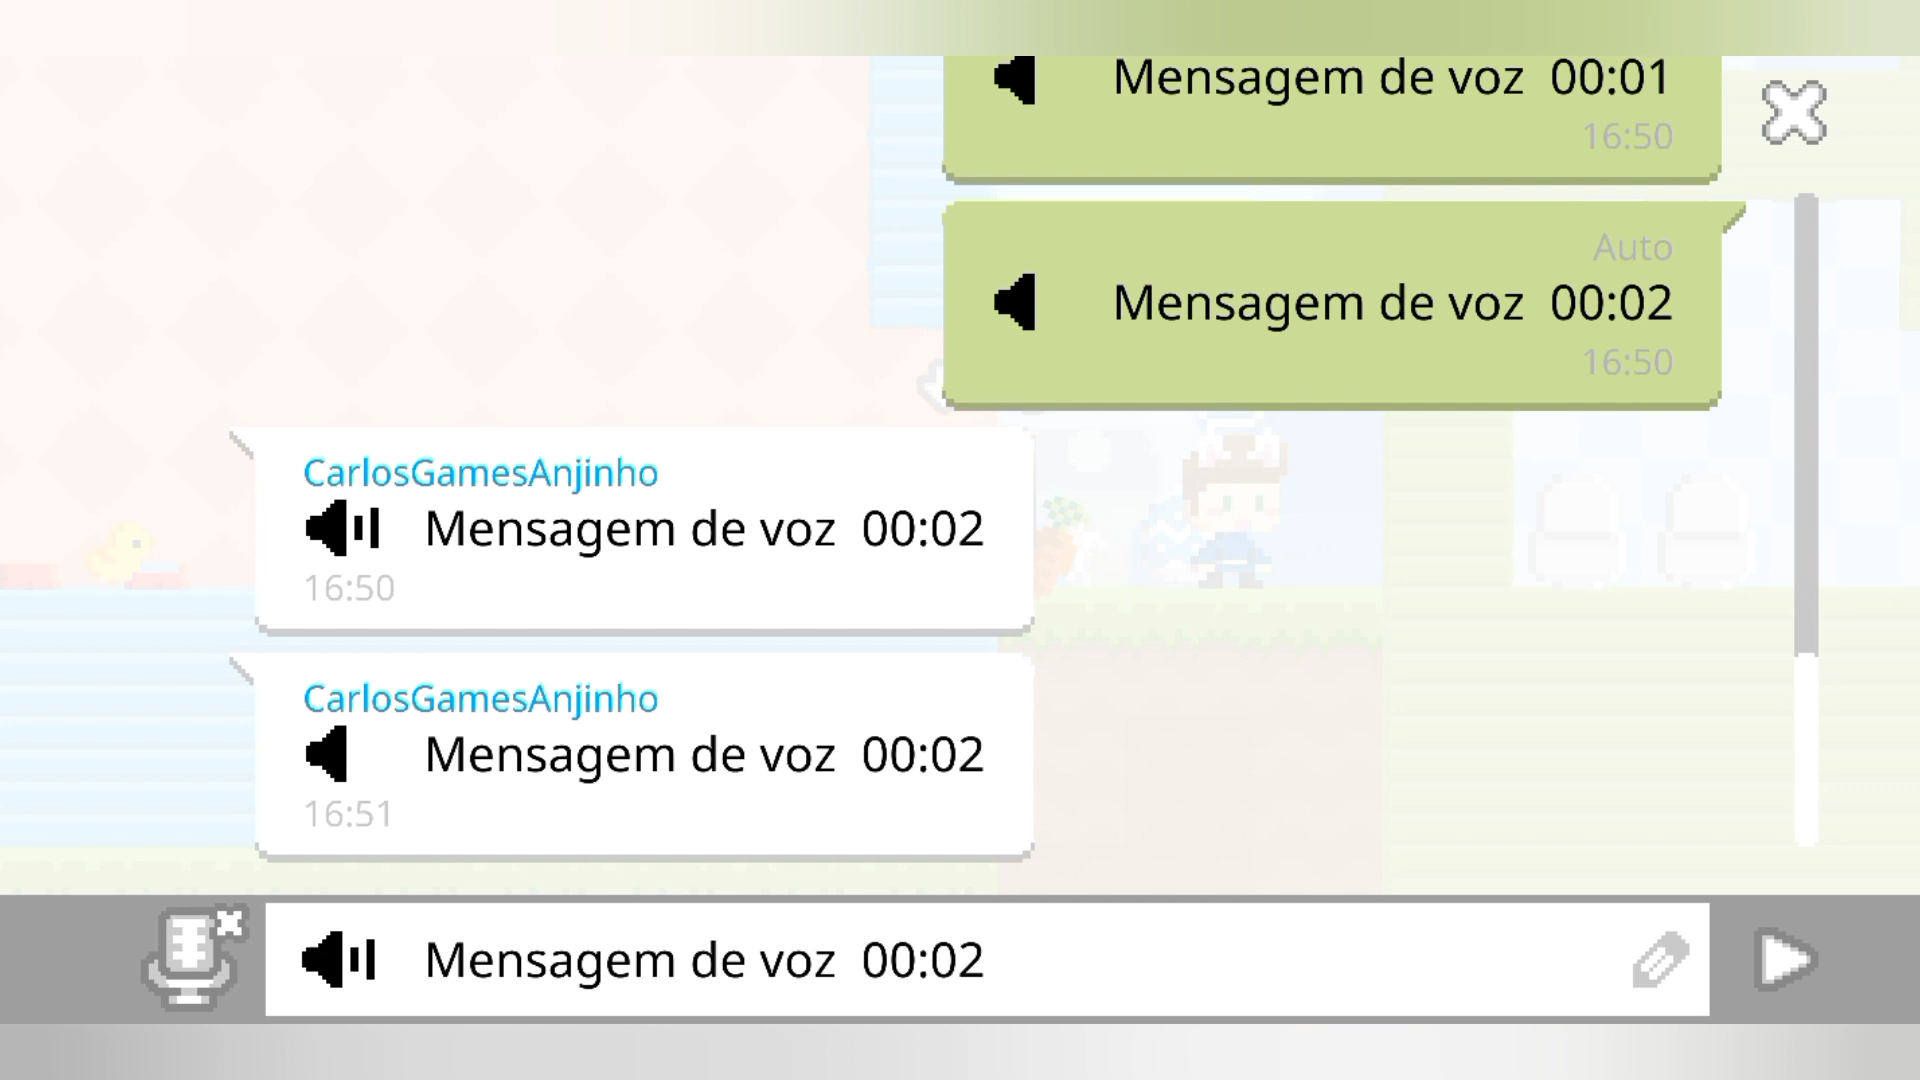 Mensagem de voz 00:01
16:50
Auto
Mensagem de voz 00:02
16:50
CarlosGamesAnjinho
Mensagem de voz 00:02
16:50
CarlosGamesAnjinho
Mensagem de voz 00:02
16:51
Mensagem de voz 00:02